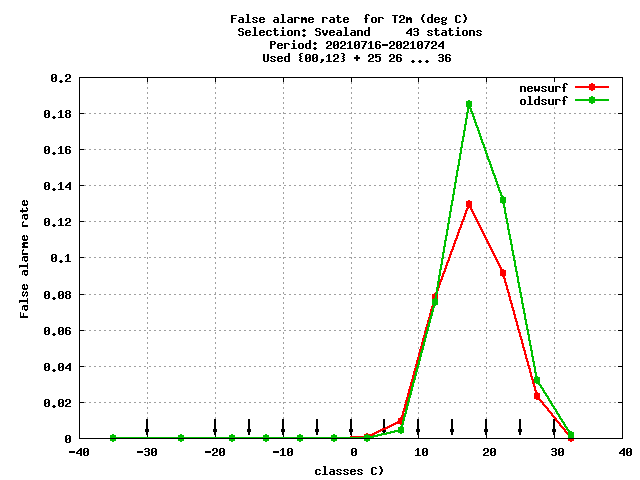 False alarme rate  for T2m (deg C)
Selection: Svealand     43 stations
Period: 20210716-20210724
Used {00,12} + 25 26 ... 36
newsurf
oldsurf
0.2
0.18
0.16
0.14
0.12
0.1
0.08
0.06
0.04
0.02
0
False alarme rate
-40 -30 -20 -10 0 10 20 30 40
classes C)